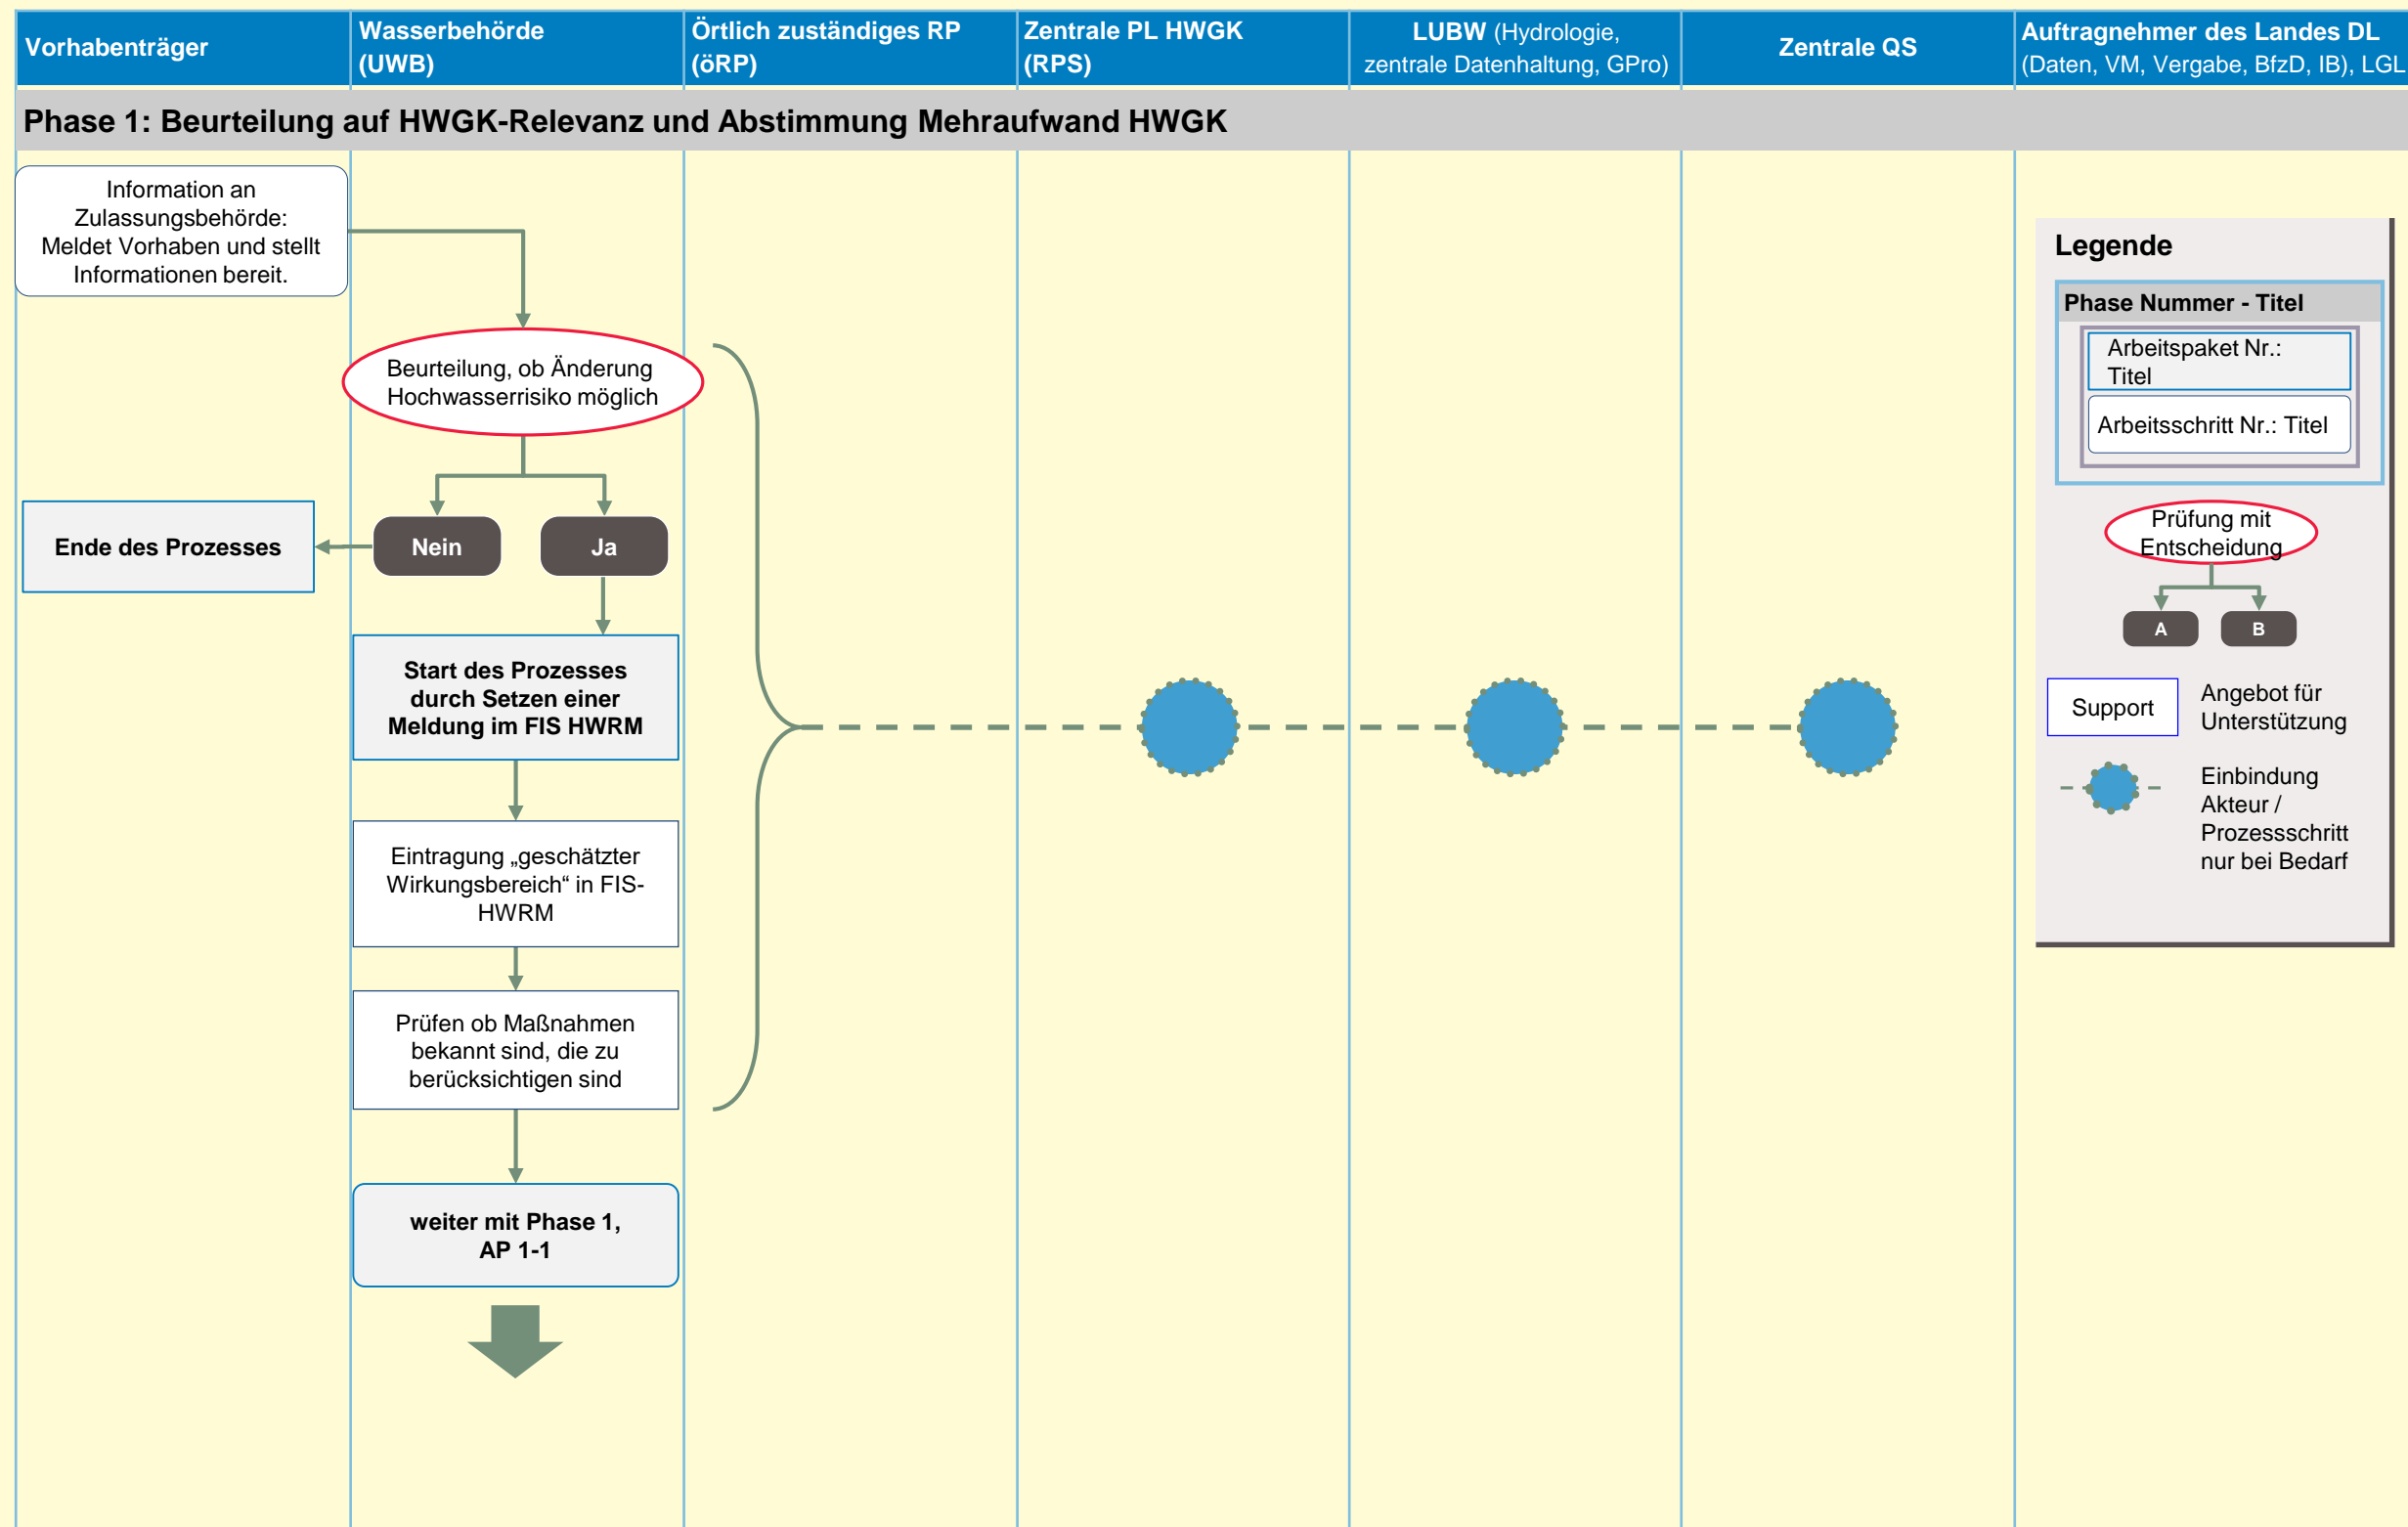 Vorhabenträger
Wasserbehörde
(UWB)
Örtlich zuständiges RP
(öRP)
Zentrale PL HWGK
(RPS)
LUBW (Hydrologie,
zentrale Datenhaltung, GPro)
Zentrale QS
Auftragnehmer des Landes DL
(Daten, VM, Vergabe, BfzD, IB), LGL
Phase 1: Beurteilung auf HWGK-Relevanz und Abstimmung Mehraufwand HWGK
Information an
Zulassungsbehörde:
Meldet Vorhaben und stellt
Informationen bereit.
Beurteilung, ob Änderung
Hochwasserrisiko möglich
Ende des Prozesses
Nein
Ja
Start des Prozesses
durch Setzen einer
Meldung im FIS HWRM
Eintragung „geschätzter
Wirkungsbereich“ in FIS-
HWRM
Prüfen ob Maßnahmen
bekannt sind, die zu
berücksichtigen sind
weiter mit Phase 1,
AP 1-1
Legende
Phase Nummer - Titel
Arbeitspaket Nr.:
Titel
Arbeitsschritt Nr.: Titel
Prüfung mit
Entscheidung
A
B
Support
Angebot für
Unterstützung
Einbindung
Akteur /
Prozessschritt
nur bei Bedarf